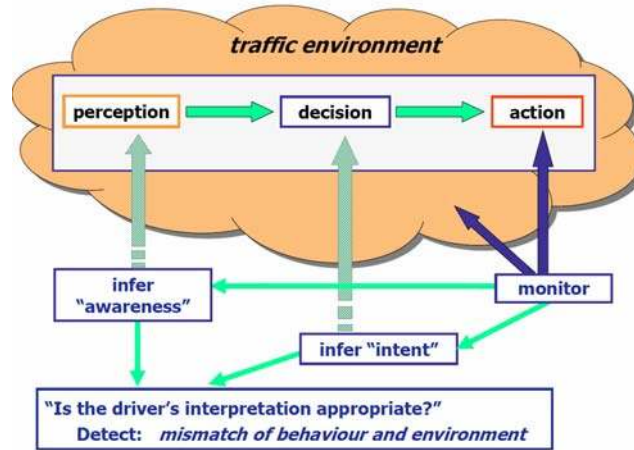 traffic environment
perception
decision
action
infer
“awareness”
monitor
infer “intent”
“Is the driver’s interpretation appropriate?”
Detect: mismatch of behaviour and environment